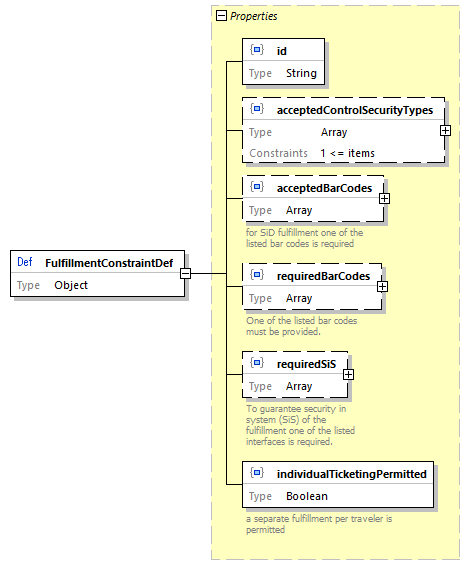 Properties
id
Type String
acceptedControlSecurityTypes
Type Array
Constraints 1 <= items
acceptedBarCodes
Type Array
for SiD fulfillment one of the
listed bar codes is required
Def FulfillmentConstraintDef
Type Object
requiredBarCodes
Type Array
One of the listed bar codes
must be provided.
requiredSiS
Type Array
To guarantee security in
system (SiS) of the
fulfillment one of the listed
interfaces is required.
individualTicketingPermitted
Type Boolean
a separate fulfillment per traveler is
permitted